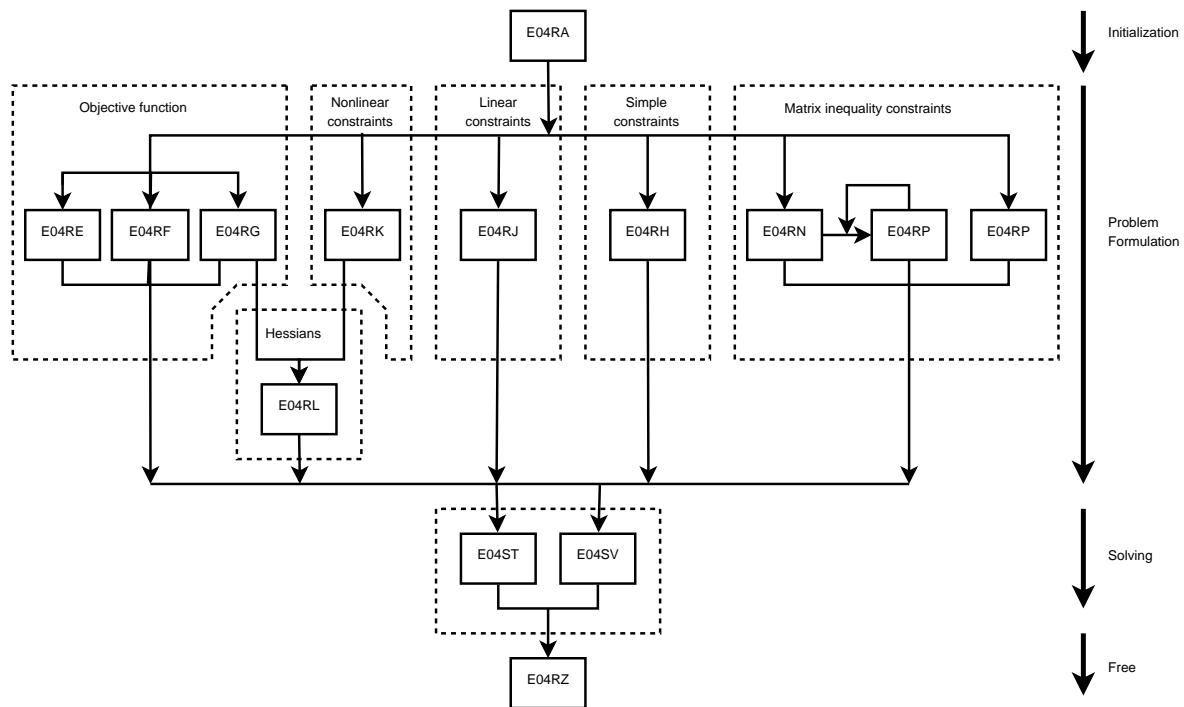 E04RA
Initialization
Objective function
Nonlinear
constraints
Linear
constraints
Simple
constraints
Matrix inequality constraints
E04RE
E04RF
E04RG
E04RK
E04RJ
E04RH
E04RN
E04RP
E04RP
Problem
Formulation
Hessians
E04RL
E04ST
E04SV
Solving
E04RZ
Free